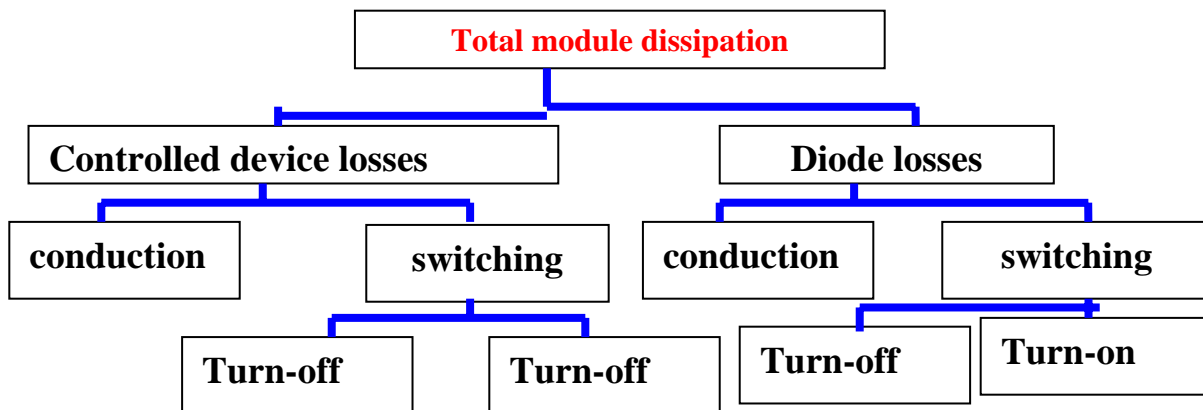 Total module dissipation
Controlled device losses
Diode losses
conduction
switching
conduction
switching
Turn-off
Turn-off
Turn-off
Turn-on